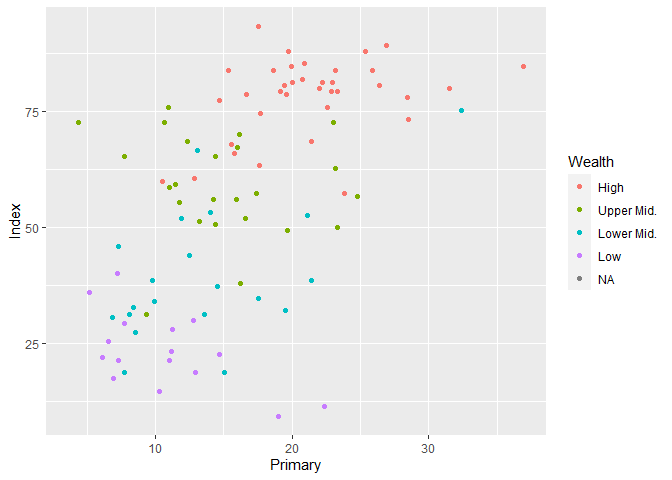 75
50
25
Index
10
20
30
Primary
Wealth
High
Upper Mid.
Lower Mid.
Low
NA